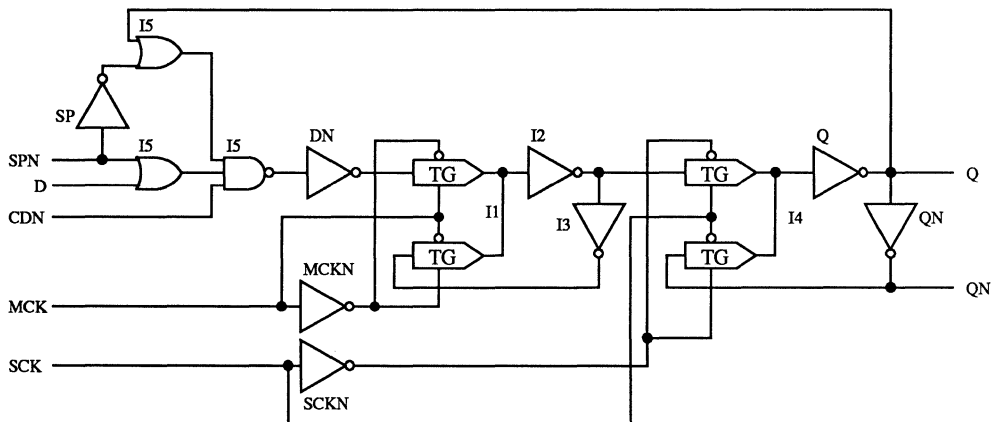 I5
SP
I5
I5
DN
I2
Q
SPN
TG
TG
Q
D
CDN
I1
I3
I4
QN
TG
TG
MCKN
QN
MCK
SCK
SCKN